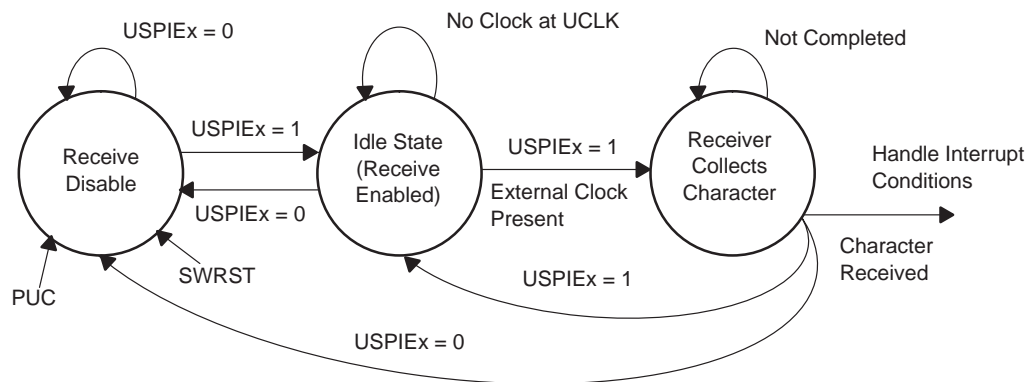 USPIEx = 0
No Clock at UCLK
Not Completed
USPIEx = 1
Receive
Disable
Idle State
(Receive
Enabled)
USPIEx = 1
External Clock
Present
Receiver
Collects
Character
Handle Interrupt
Conditions
USPIEx = 0
Character
Received
PUC
SWRST
USPIEx = 1
USPIEx = 0